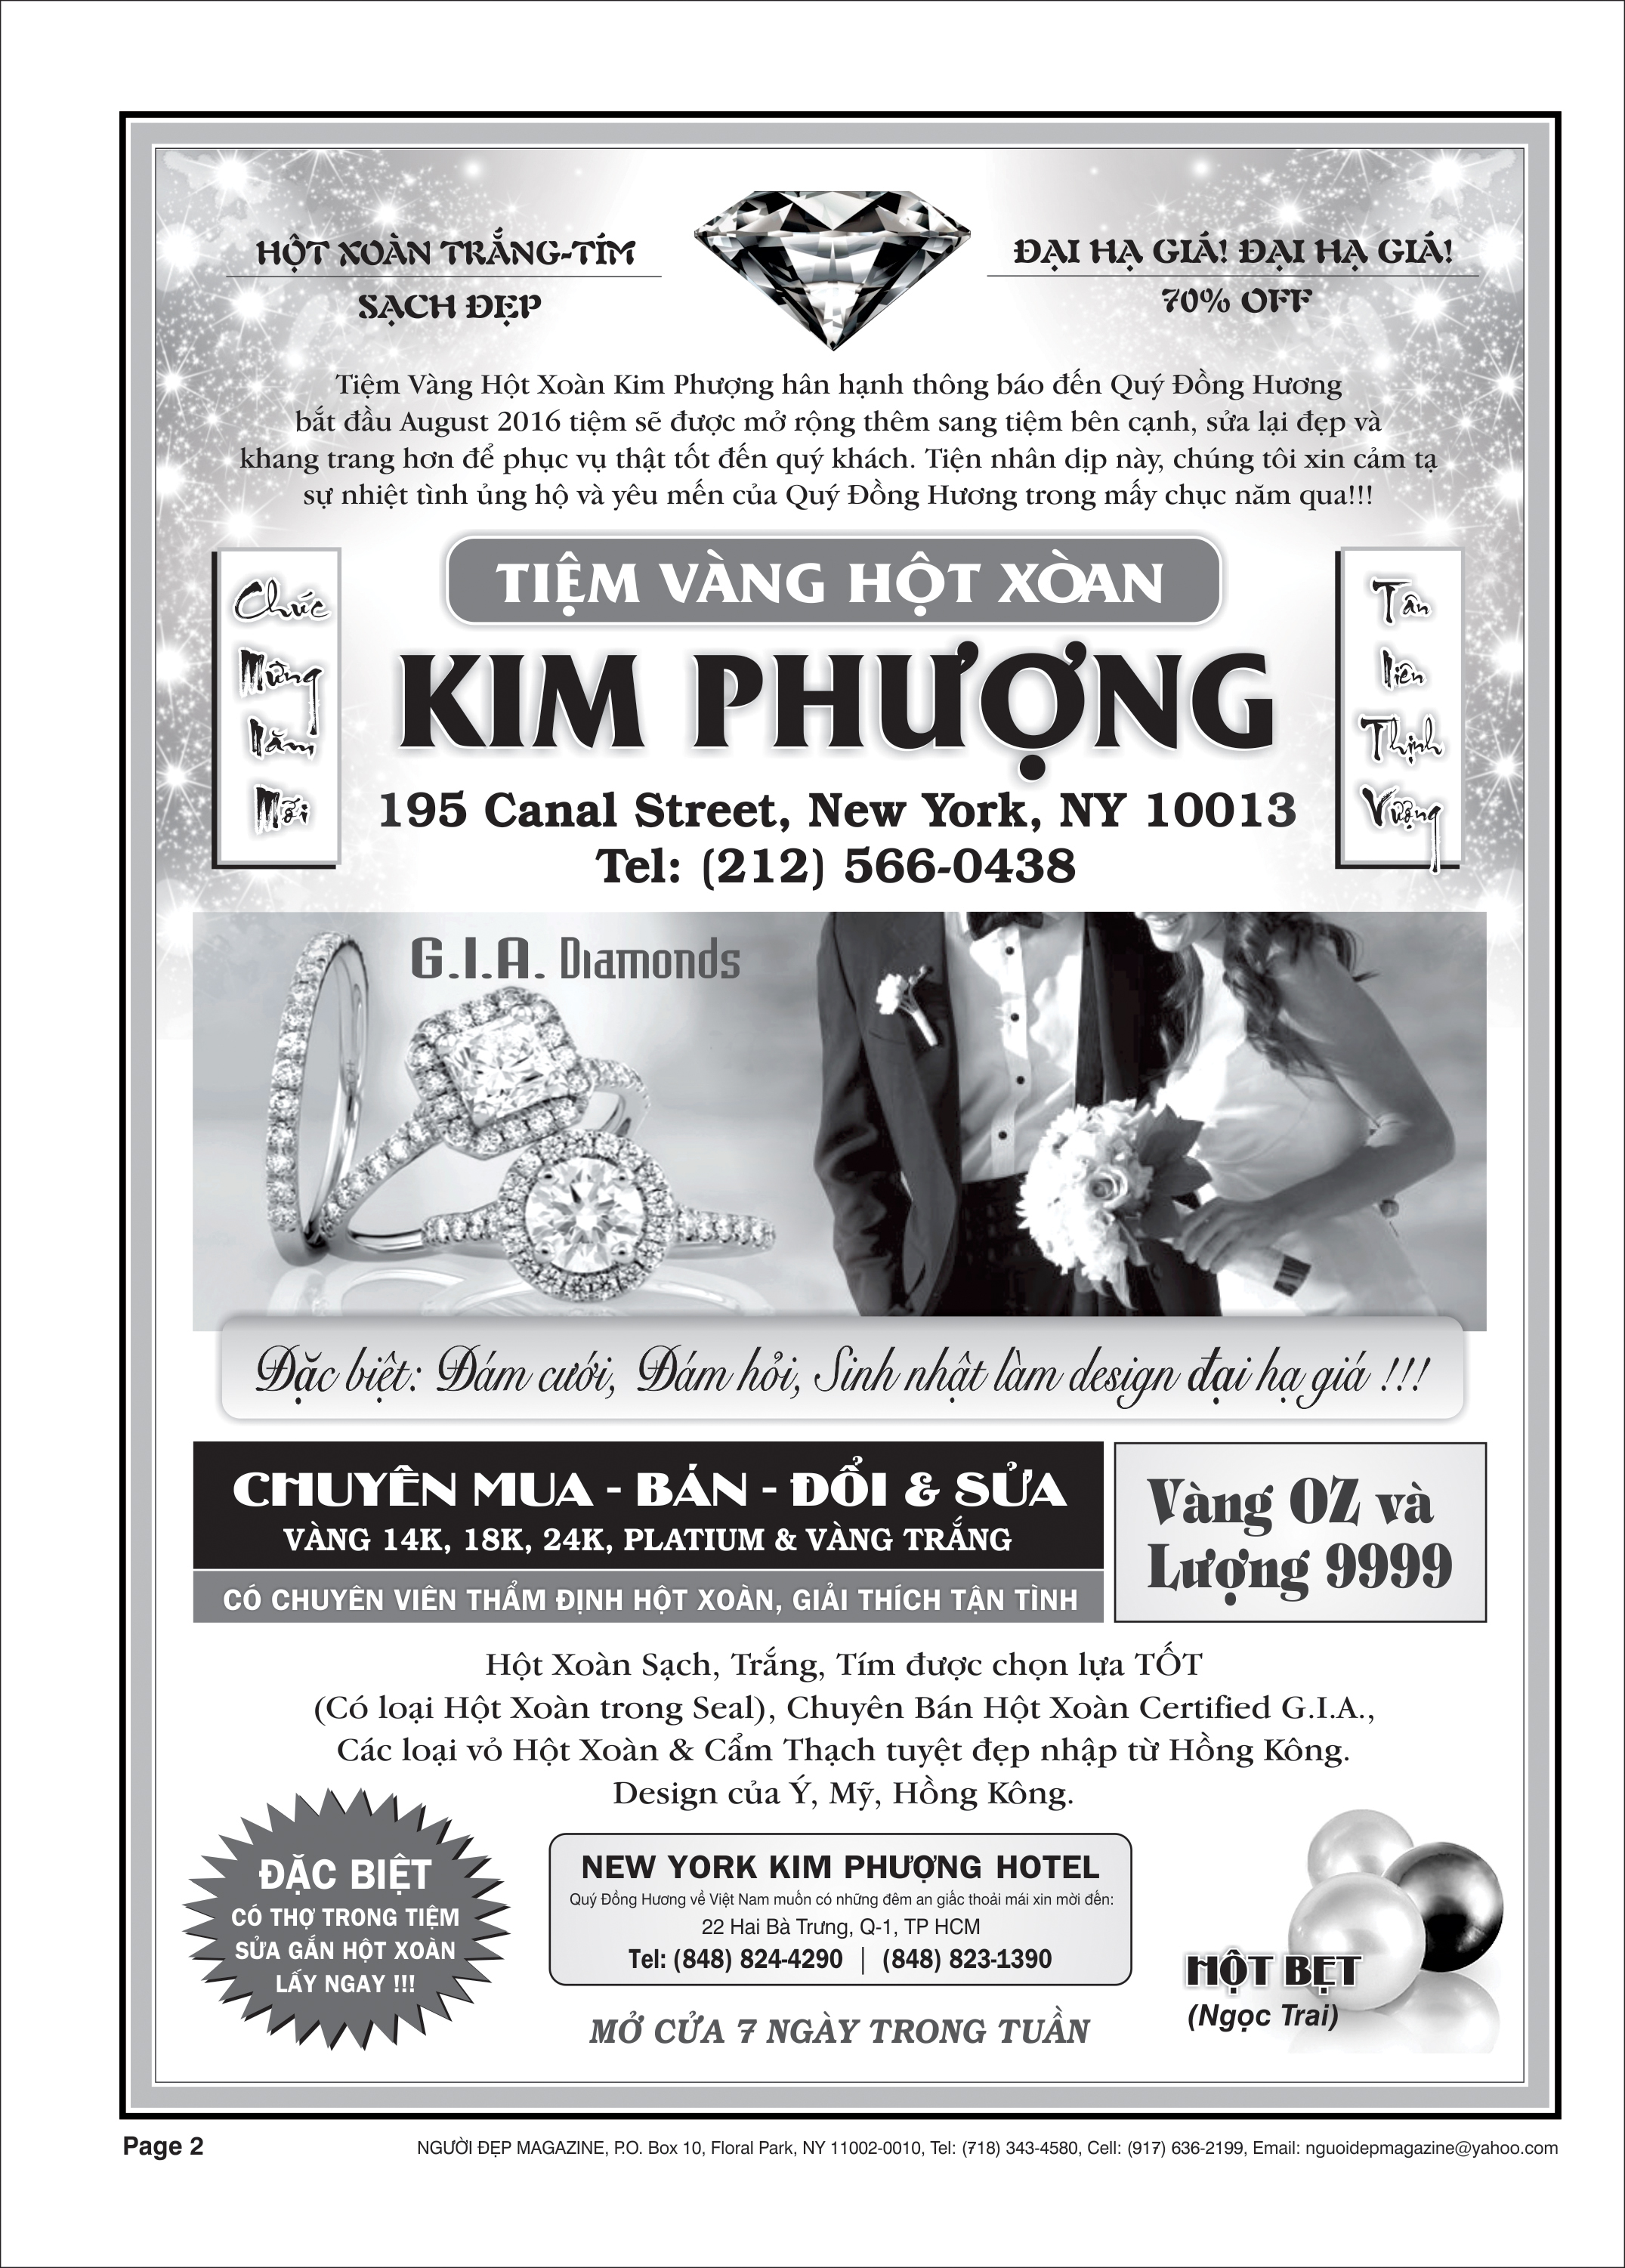 HỘT XOÀN TRẮNG-TÍM
SẠCH ĐẸP
ĐẠI HẠ GIÁ! ĐẠI HẠ GIÁ!
70% OFF
Tiệm Vàng Hột Xoàn Kim Phượng hân hạnh thông báo đến Quý Đồng Hương
bắt đầu August 2016 tiệm sẽ được mở rộng thêm sang tiệm bên cạnh, sửa lại đẹp và
khang trang hơn để phục vụ thật tốt đến quý khách. Tiện nhân dịp này, chúng tôi xin cảm tạ
sự nhiệt tình ủng hộ và yêu mến của Quý Đồng Hương trong mấy chục năm qua!!!
Chúc
Mừng
Năm
Mới
TIỆM VÀNG HỘT XÒAN
KIM PHƯỢNG
195 Canal Street, New York, NY 10013
Tel: (212) 566-0438
Tân
Niên
Thịnh
Vượng
G.I.A. Diamonds
Đặc biệt: Đám cưới, Đám hỏi, Sinh nhật làm design đại hạ giá !!!
CHUYÊN MUA - BÁN - ĐỔI & SỬA
VÀNG 14K, 18K, 24K, PLATIUM & VÀNG TRẮNG
CÓ CHUYÊN VIÊN THẨM ĐỊNH HỘT XOÀN, GIẢI THÍCH TẬN TÌNH
Vàng OZ và
Lượng 9999
Hột Xoàn Sạch, Trắng, Tím được chọn lựa TỐT
(Có loại Hột Xoàn trong Seal), Chuyên Bán Hột Xoàn Certified G.I.A.,
Các loại vỏ Hột Xoàn & Cẩm Thạch tuyệt đẹp nhập từ Hồng Kông.
Design của Ý, Mỹ, Hồng Kông.
ĐẶC BIỆT
CÓ THỢ TRONG TIỆM
SỬA GẮN HỘT XOÀN
LẤY NGAY !!!
NEW YORK KIM PHƯỢNG HOTEL
Quý Đồng Hương về Việt Nam muốn có những đêm an giấc thoải mái xin mời đến:
22 Hai Bà Trưng, Q-1, TP HCM
Tel: (848) 824-4290 | (848) 823-1390
MỞ CỬA 7 NGÀY TRONG TUẦN
HỘT BẸT
(Ngọc Trai)
Page 2
NGƯỜI ĐẸP MAGAZINE, P.O. Box 10, Floral Park, NY 11002-0010, Tel: (718) 343-4580, Cell: (917) 636-2199, Email: nguoidepmagazine@yahoo.com